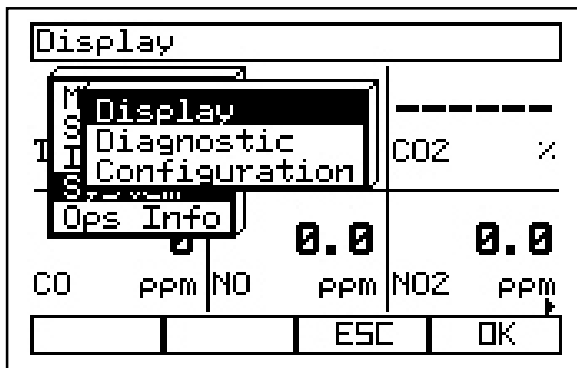 Display
Display
Diagnostic
Configuration
Ops Info
------
CO2 %
0 0.0 0.0
CO ppm NO ppm NO2 ppm
ESC OK